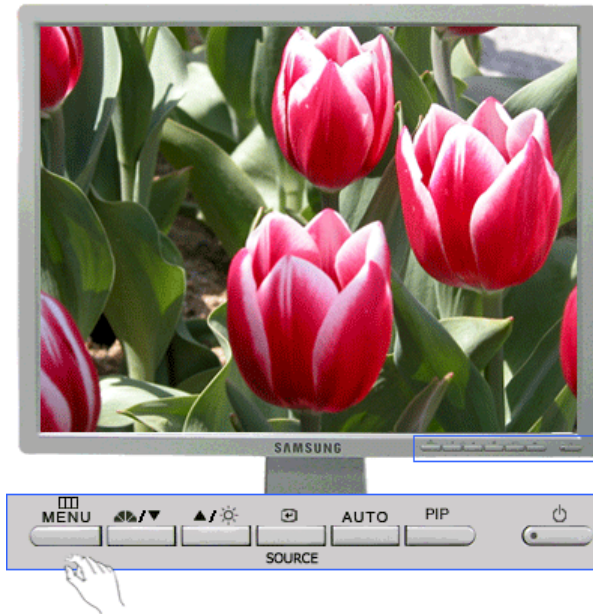 SAMSUNG
MENU / ▼ ▲ / AUTO PIP
SOURCE